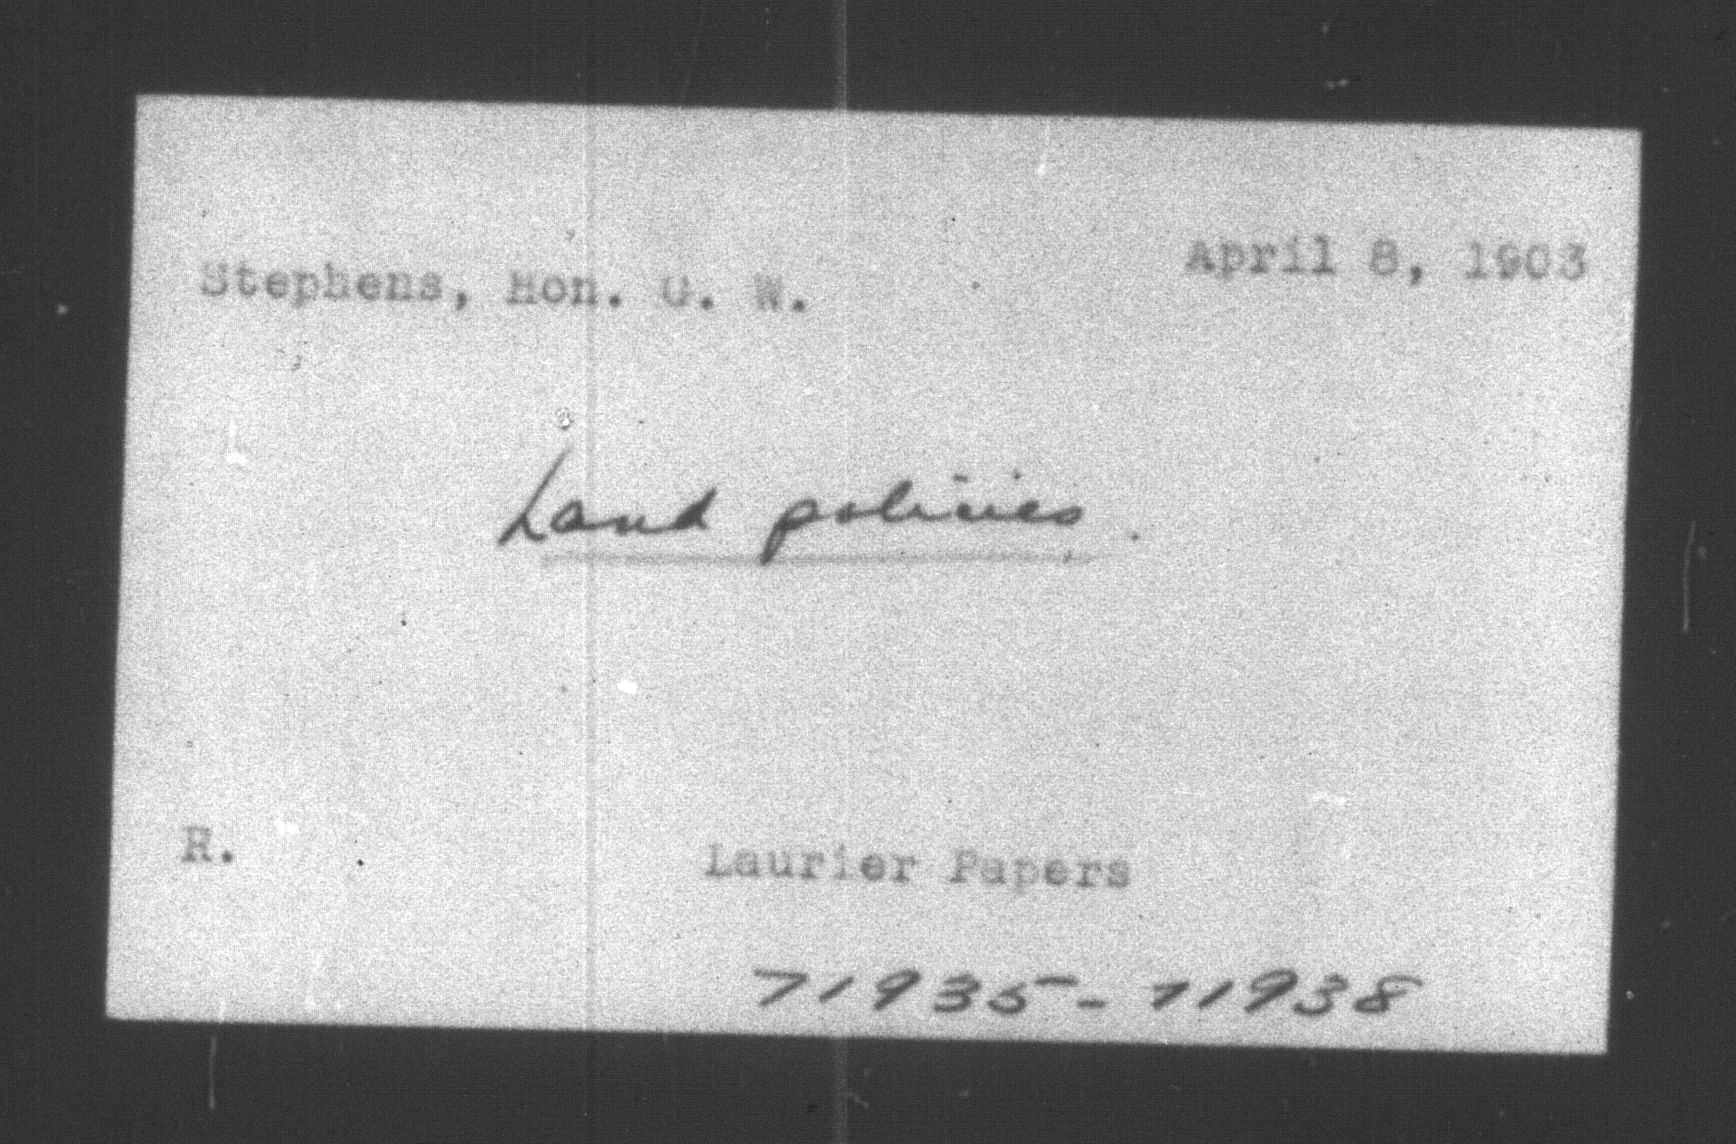 Stephens, Hon. G. W.
April 8, 1903
Land policies.
R.
Laurier Papers
71935-71938